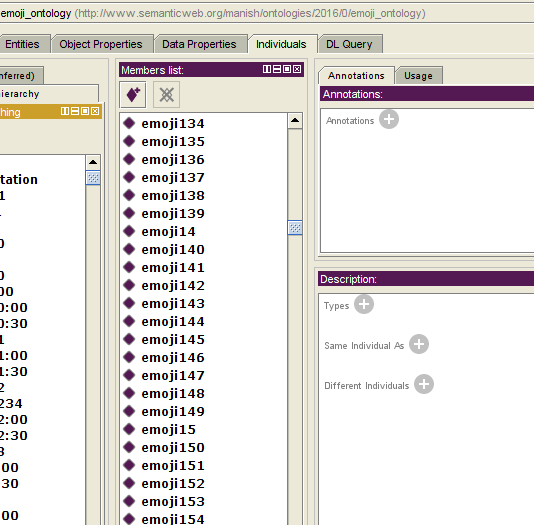 emoji_ontology (http://www.semanticweb.org/manish/ontologies/2016/0/emoji_ontology)
Entities Object Properties Data Properties Individuals DL Query
nferred)
ierarchy
hing
tation
1
0
0
00
0:00
0:30
1
1:00
1:30
2
234
2:00
2:30
3
:00
:30
Members list:
emoji134
emoji135
emoji136
emoji137
emoji138
emoji139
emoji14
emoji140
emoji141
emoji142
emoji143
emoji144
emoji145
emoji146
emoji147
emoji148
emoji149
emoji15
emoji150
emoji151
emoji152
emoji153
emoji154
Annotations Usage
Annotations:
Annotations
Description:
Types
Same Individual As
Different Individuals